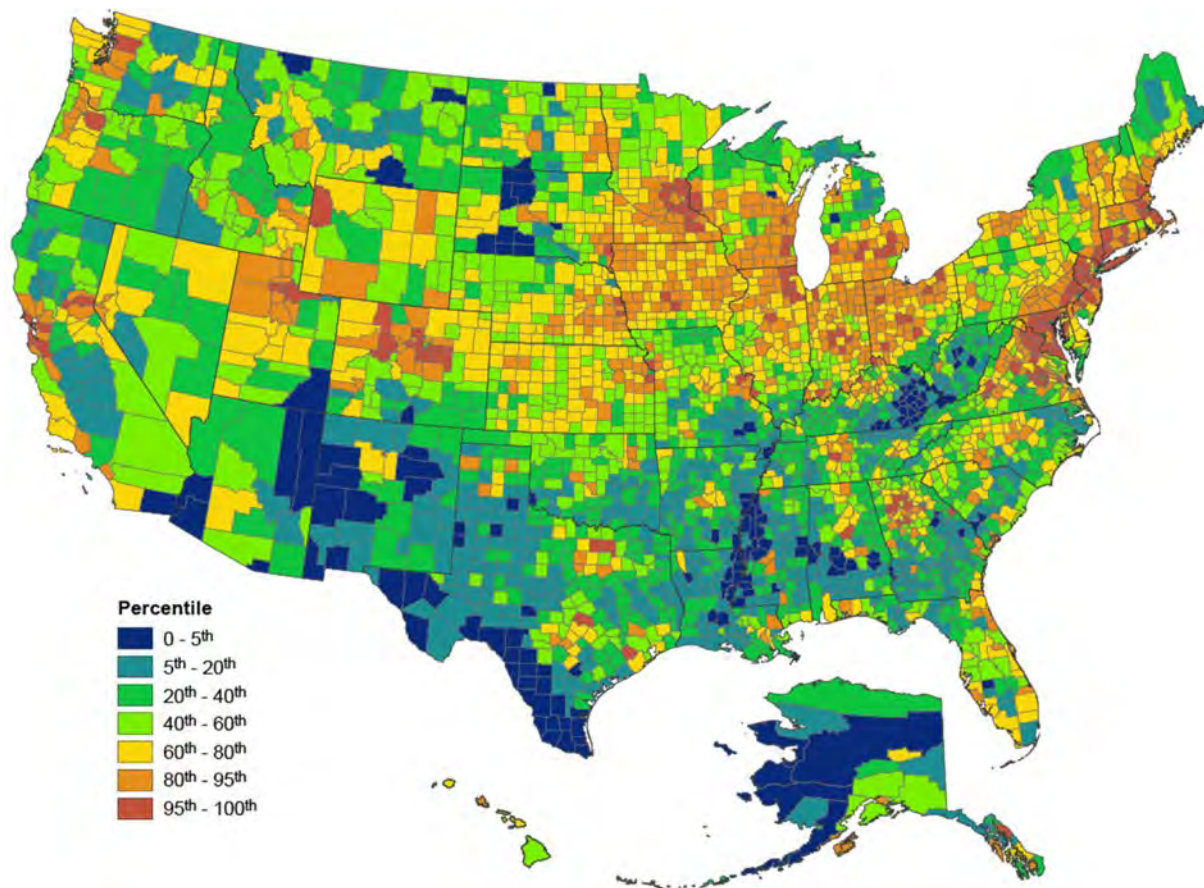 Percentile
0 - 5th
5th - 20th
20th - 40th
40th - 60th
60th - 80th
80th - 95th
95th - 100th